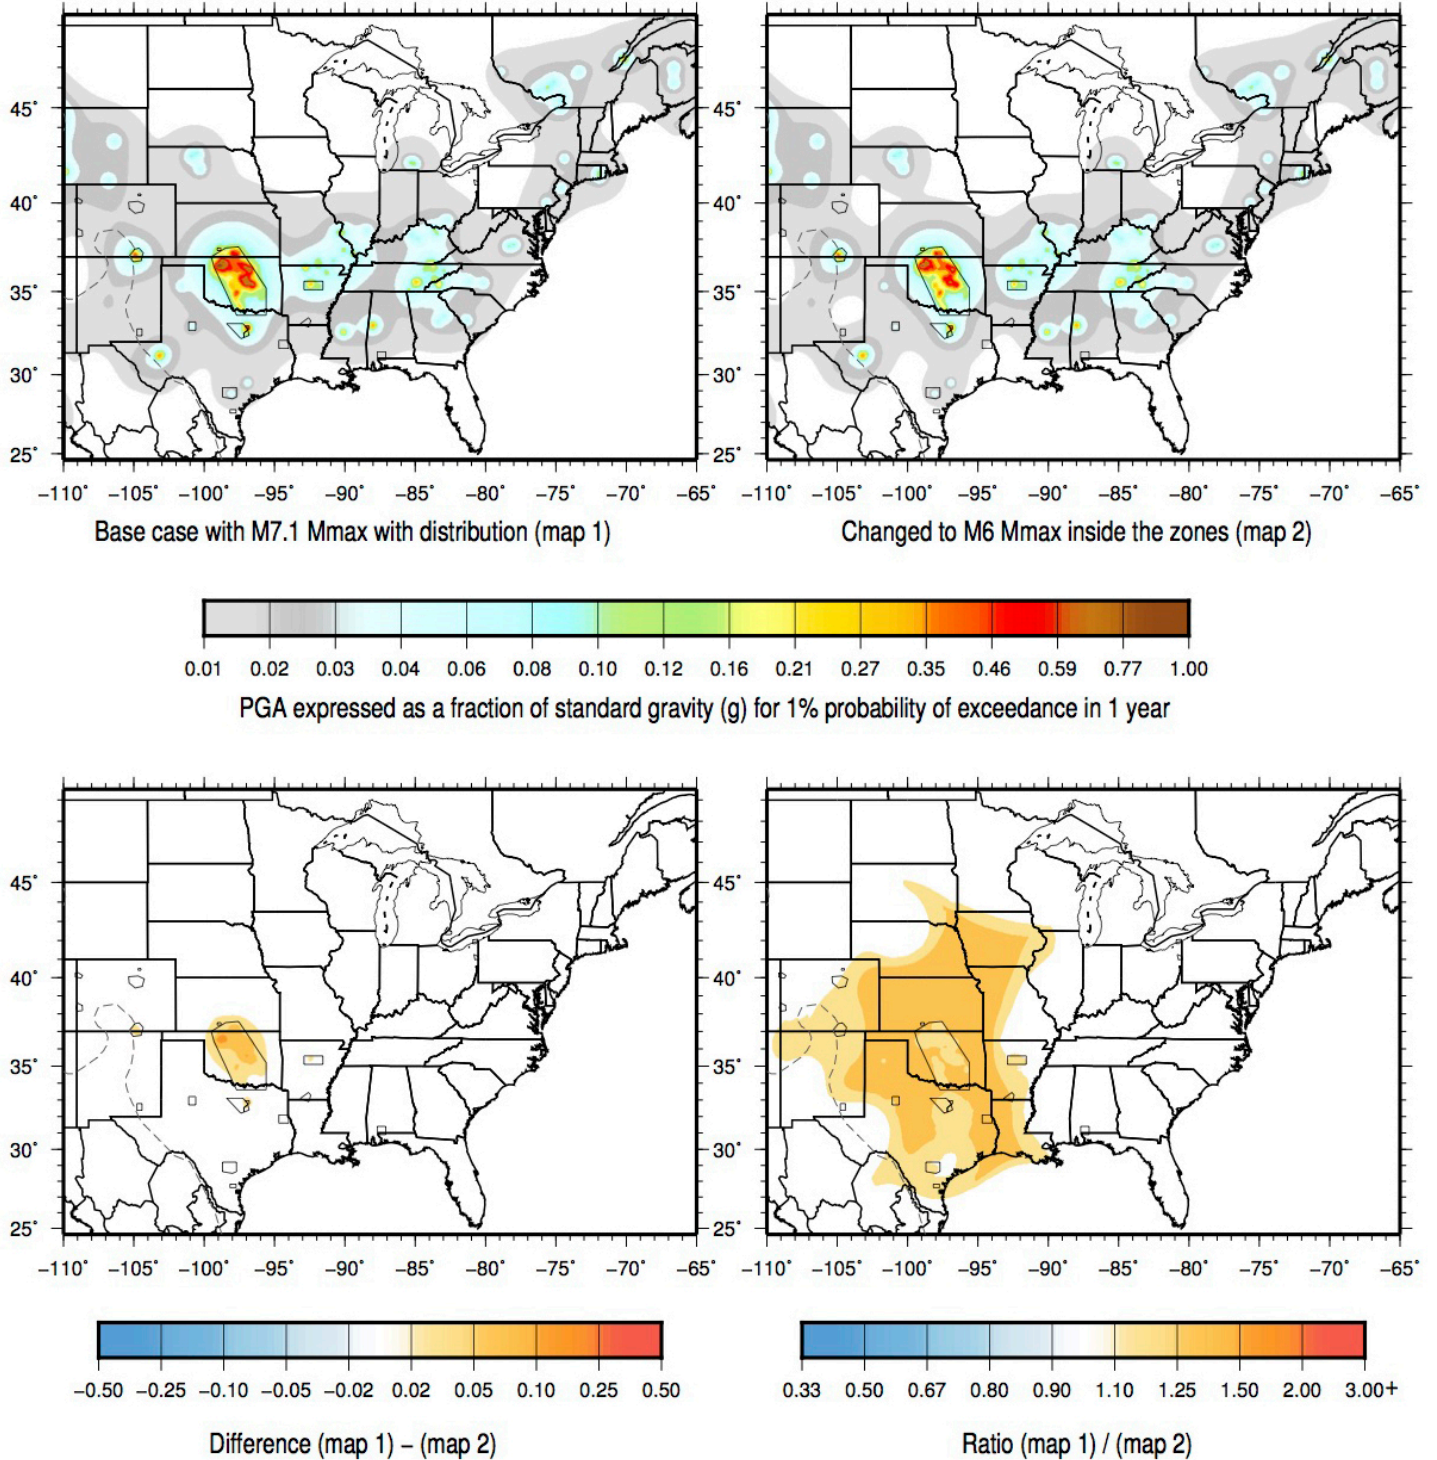 45° 45°
40° 40°
35° 35°
30° 30°
25° 25°
−110° −105° −100° −95° −90° −85° −80° −75° −70° −65° −110° −105° −100° −95° −90° −85° −80° −75° −70° −65°
Base case with M7.1 Mmax with distribution (map 1) Changed to M6 Mmax inside the zones (map 2)
0.01 0.02 0.03 0.04 0.06 0.08 0.10 0.12 0.16 0.21 0.27 0.35 0.46 0.59 0.77 1.00
PGA expressed as a fraction of standard gravity (g) for 1% probability of exceedance in 1 year
45° 45°
40° 40°
35° 35°
30° 30°
25° 25°
−110° −105° −100° −95° −90° −85° −80° −75° −70° −65° −110° −105° −100° −95° −90° −85° −80° −75° −70° −65°
−0.50 −0.25 −0.10 −0.05 −0.02 0.02 0.05 0.10 0.25 0.50 0.33 0.50 0.67 0.80 0.90 1.10 1.25 1.50 2.00 3.00+
Difference (map 1) − (map 2) Ratio (map 1) / (map 2)